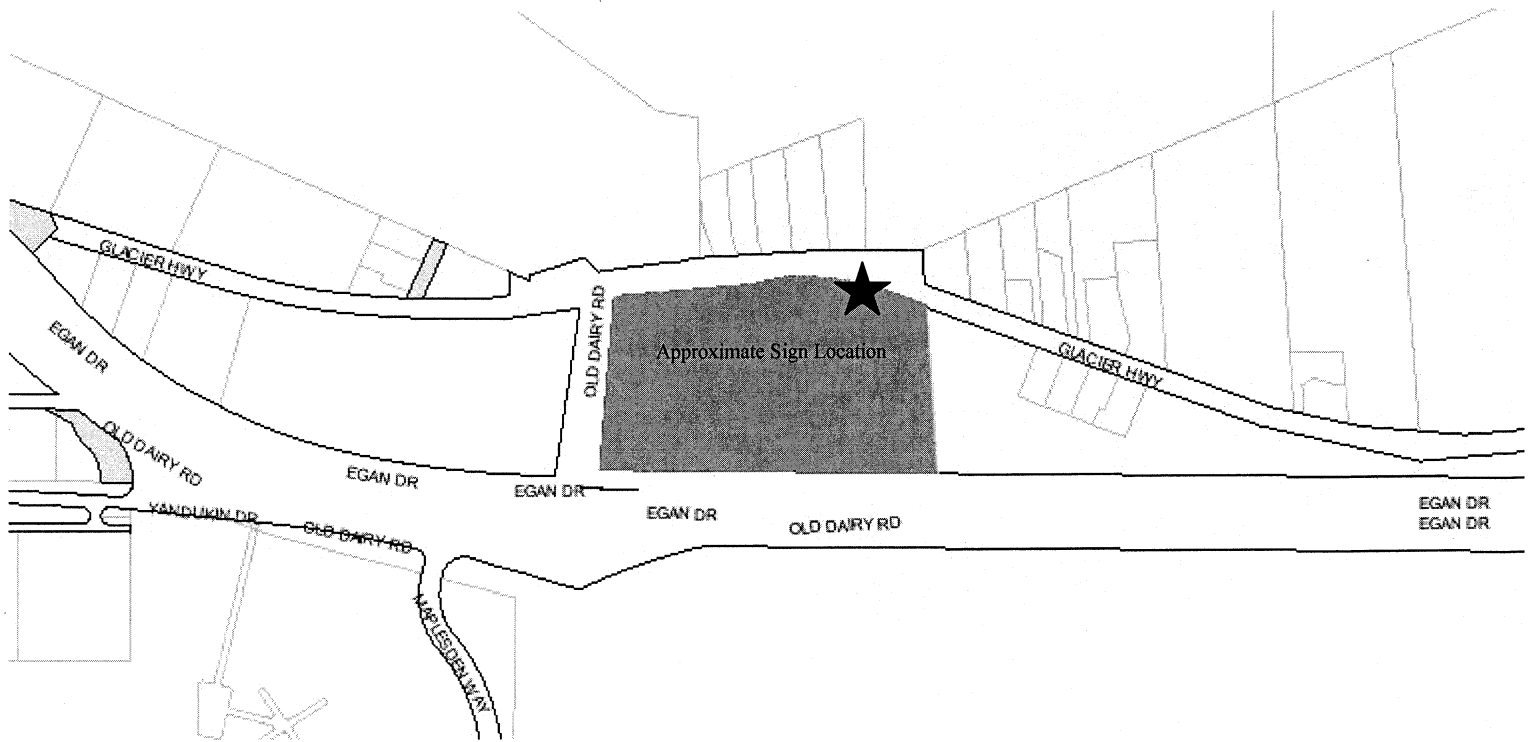 GLACIER HWY
OLD DAIRY RD
Approximate Sign Location
GLACIER HWY
EGAN DR
OLD DAIRY RD
EGAN DR
EGAN DR
EGAN DR
OLD DAIRY RD
EGAN DR
EGAN DR
YANDUKIN DR
OLD DAIRY RD
MAPLESDEN WAY